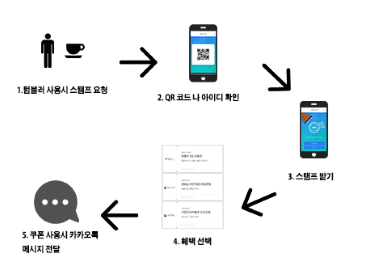 1.텀블러 사용시 스탬프 요청
2. QR 코드 나 아이디 확인
3. 스탬프 받기
4. 혜택 선택
5. 쿠폰 사용시 카카오톡
메시지 전달